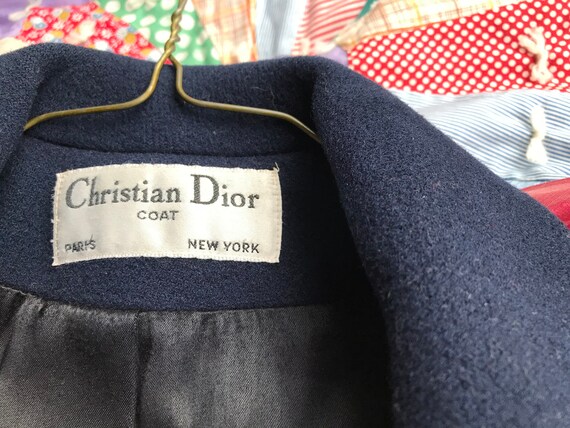 Christian Dior
COAT
PARIS NEW YORK